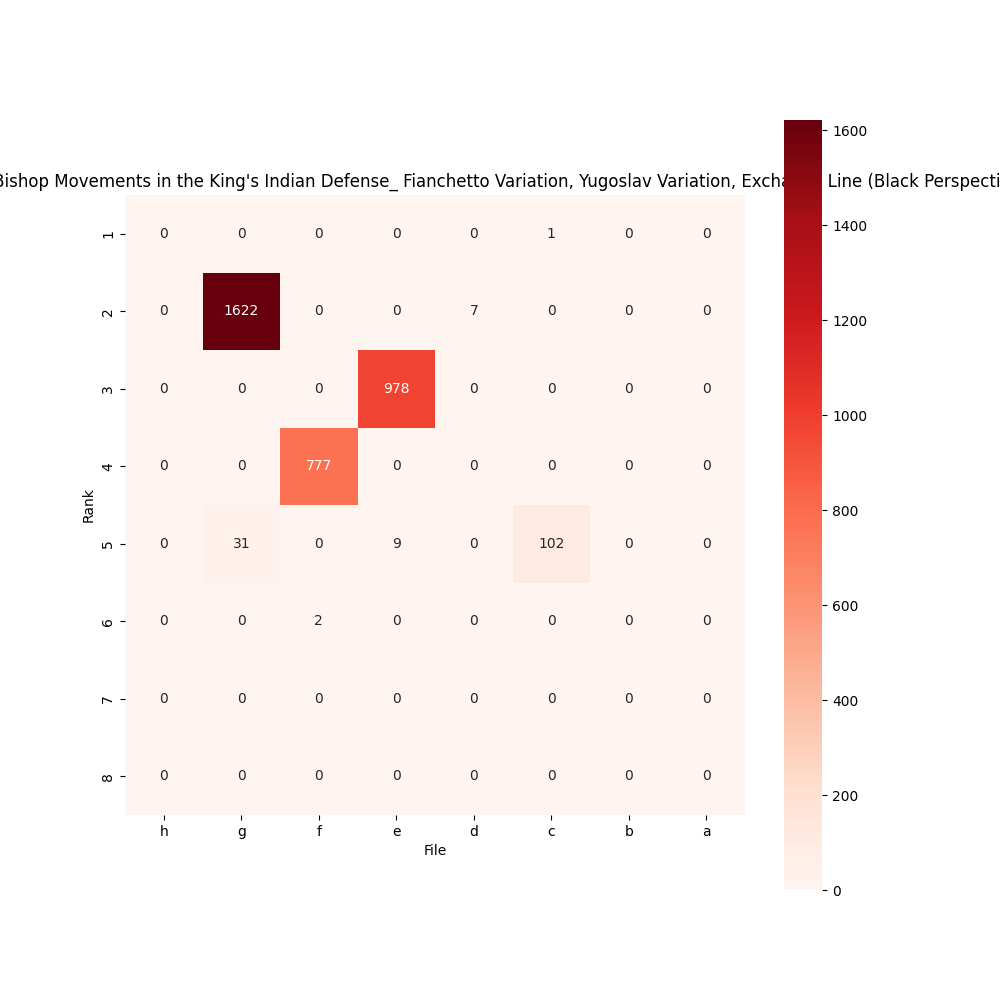 Bishop Movements in the King's Indian Defense_ Fianchetto Variation, Yugoslav Variation, Excha Line (Black Perspecti
1 0 0 0 0 0 1 0 0
2 0 1622 0 0 7 0 0 0
3 0 0 0 978 0 0 0 0
4 0 0 777 0 0 0 0 0
5 0 31 0 9 0 102 0 0
6 0 0 2 0 0 0 0 0
7 0 0 0 0 0 0 0 0
8 0 0 0 0 0 0 0 0
h g f e d c b a
File
Rank
1600
1400
1200
1000
800
600
400
200
0